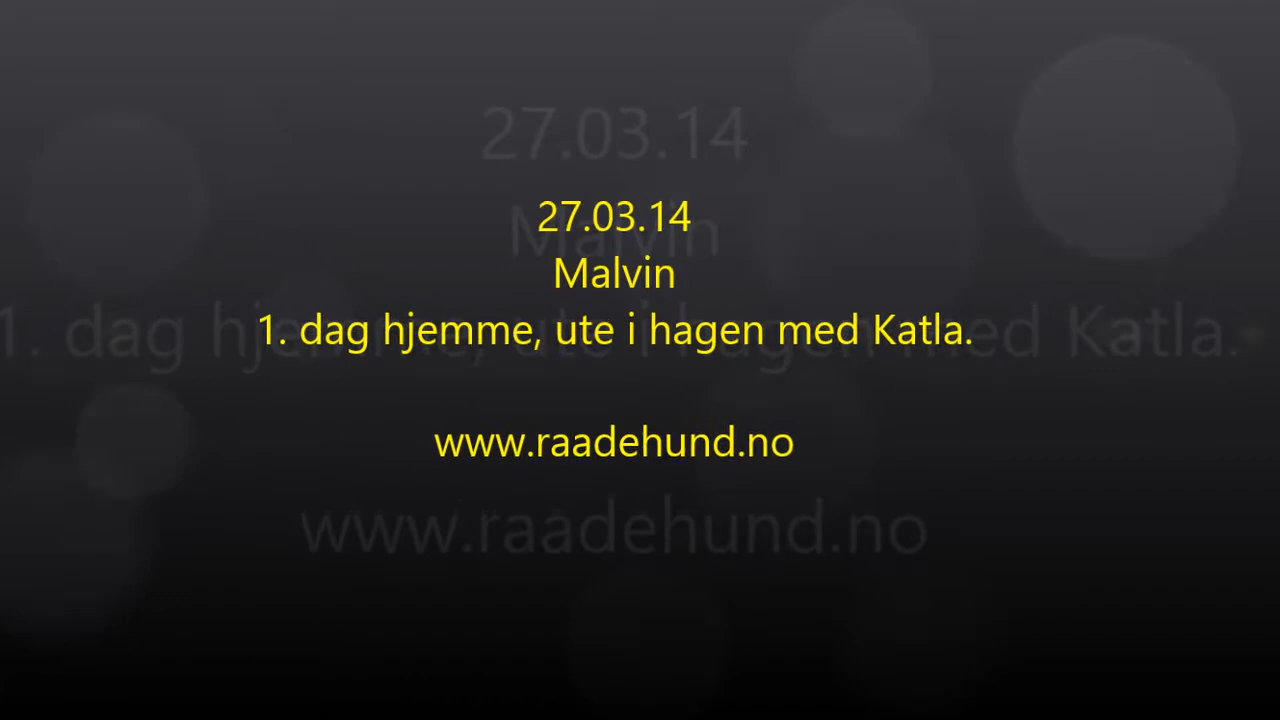 27.03.14
Malvin
1. dag hjemme, ute i hagen med Katla.
www.raadehund.no